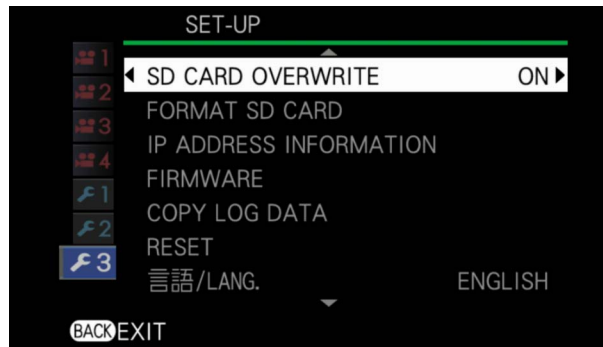 SET-UP
1
2
3
4
1
2
3
SD CARD OVERWRITE ON
FORMAT SD CARD
IP ADDRESS INFORMATION
FIRMWARE
COPY LOG DATA
RESET
言語/LANG. ENGLISH
BACK EXIT